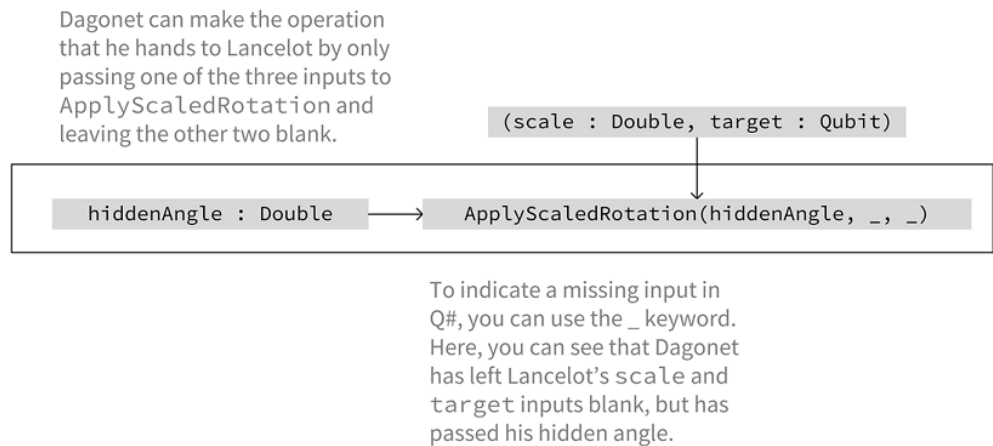 Dagonet can make the operation
that he hands to Lancelot by only
passing one of the three inputs to
ApplyScaledRotation and
leaving the other two blank.
(scale : Double, target : Qubit)
hiddenAngle : Double
ApplyScaledRotation(hiddenAngle, _, _)
To indicate a missing input in
Q#, you can use the _ keyword.
Here, you can see that Dagonet
has left Lancelot’s scale and
target inputs blank, but has
passed his hidden angle.